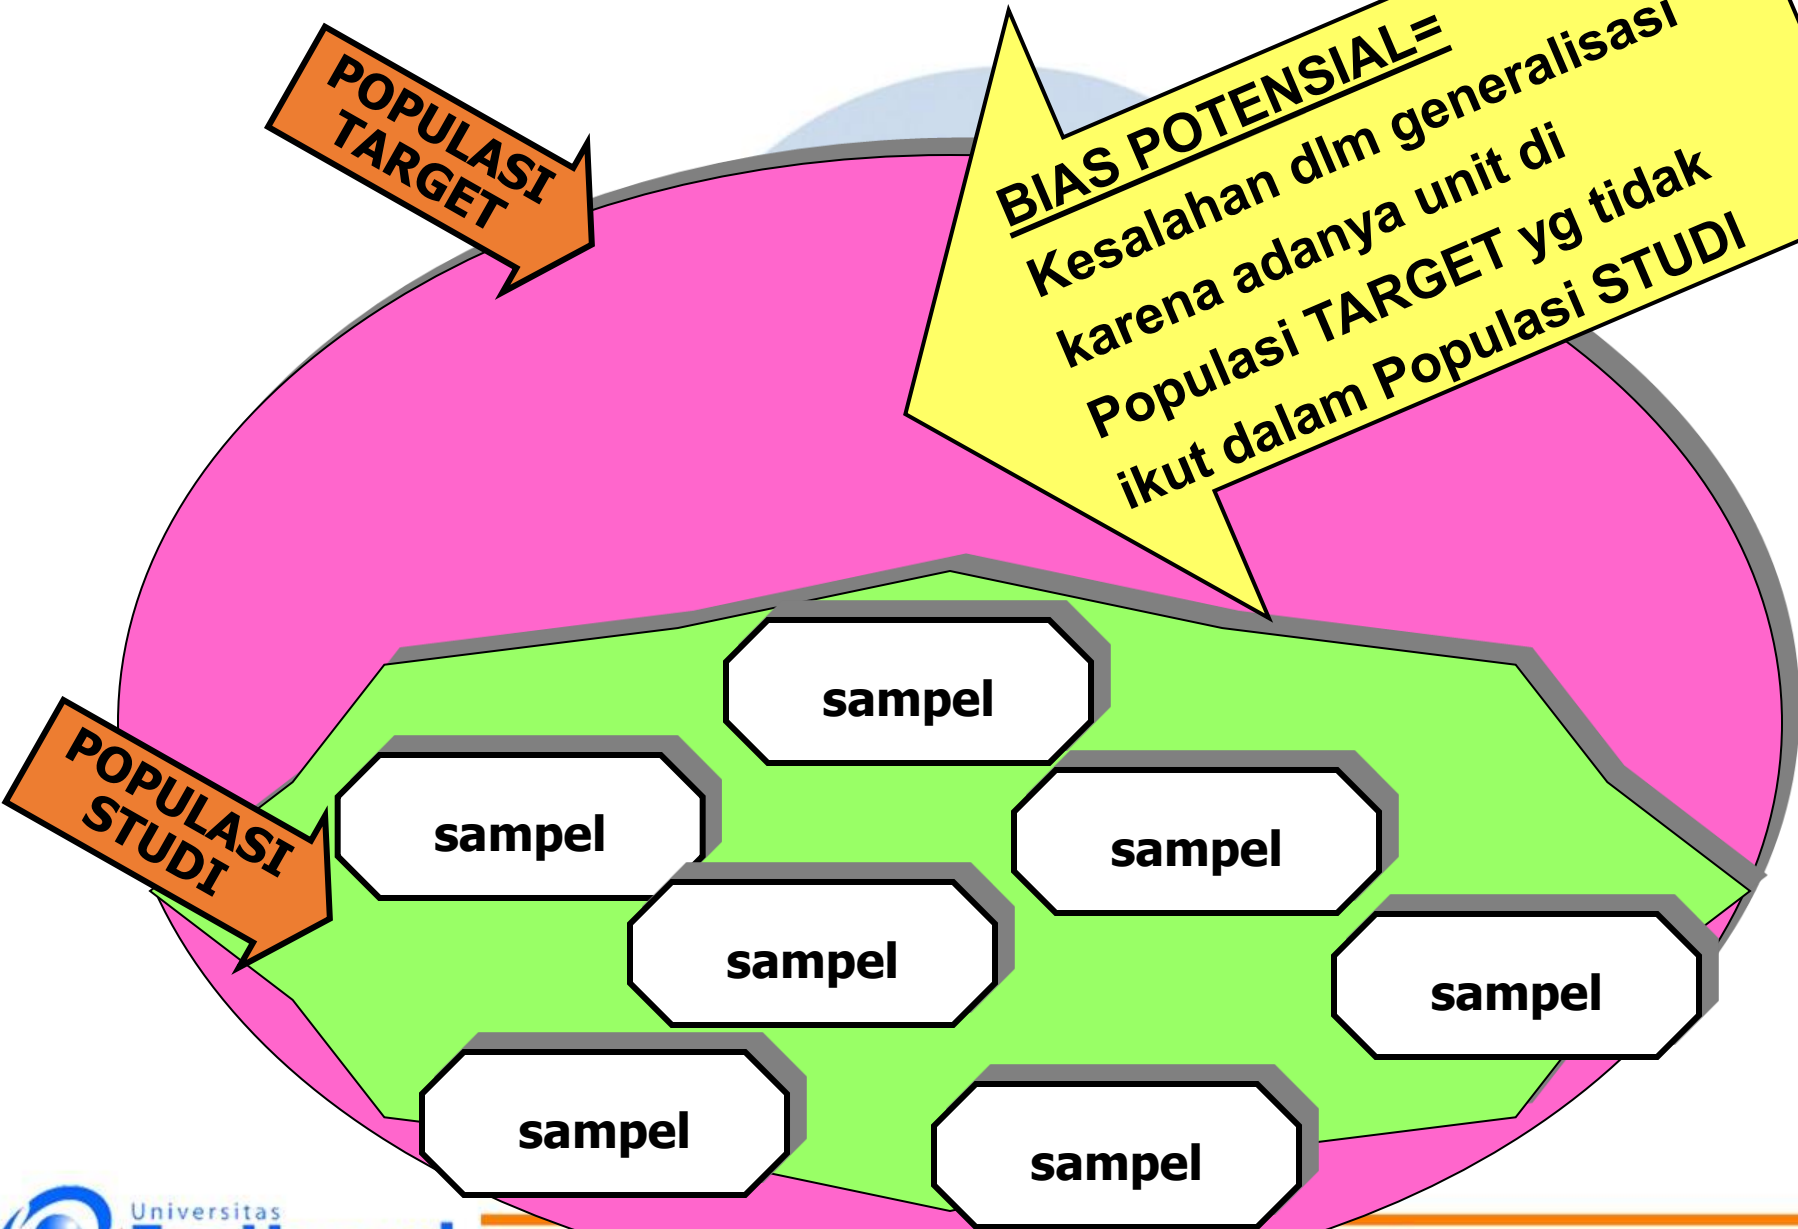 POPULASI
TARGET
BIAS POTENSIAL=
Kesalahan dlm generalisasi
karena adanya unit di
Populasi TARGET yg tidak
ikut dalam Populasi STUDI
POPULASI
STUDI
sampel
sampel
sampel
sampel
sampel
sampel
sampel
Universitas